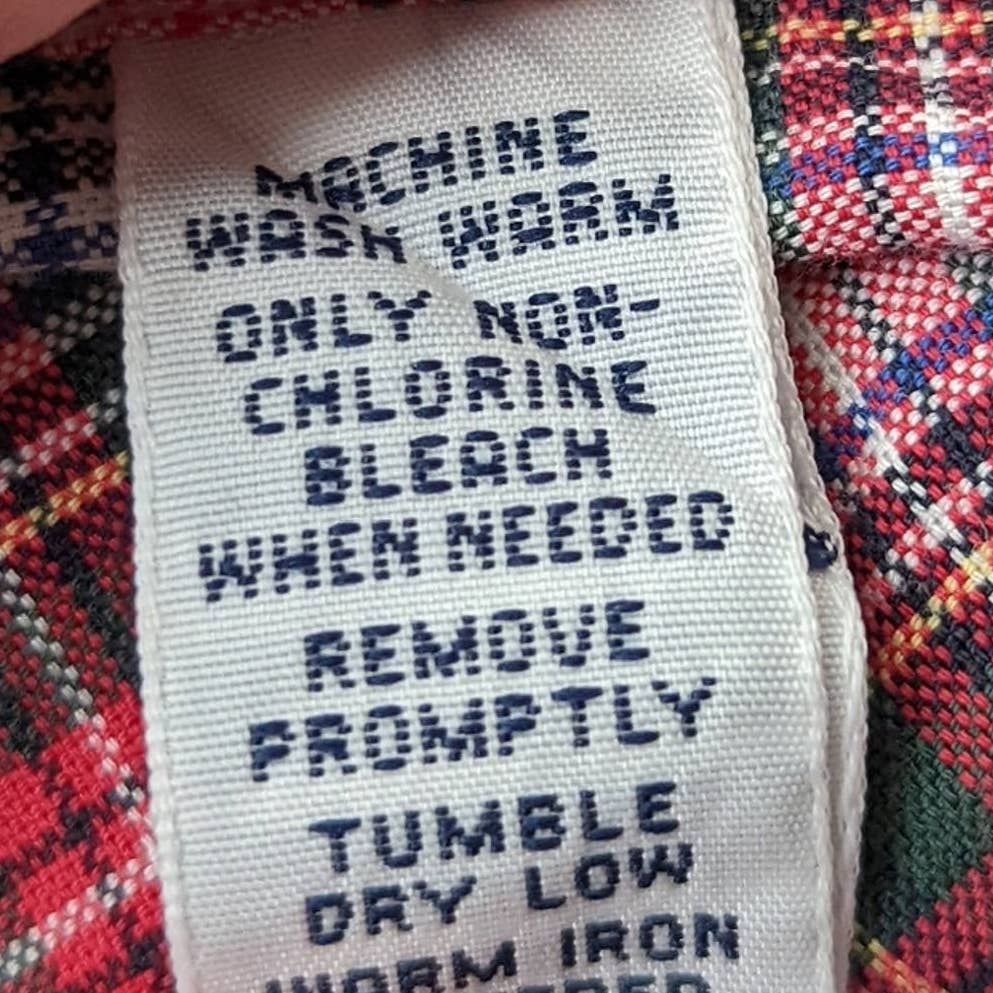 MACHINE
WASH WARM
ONLY NON-
CHLORINE
BLEACH
WHEN NEEDED
REMOVE
PROMPTLY
TUMBLE
DRY LOW
WARM IRON